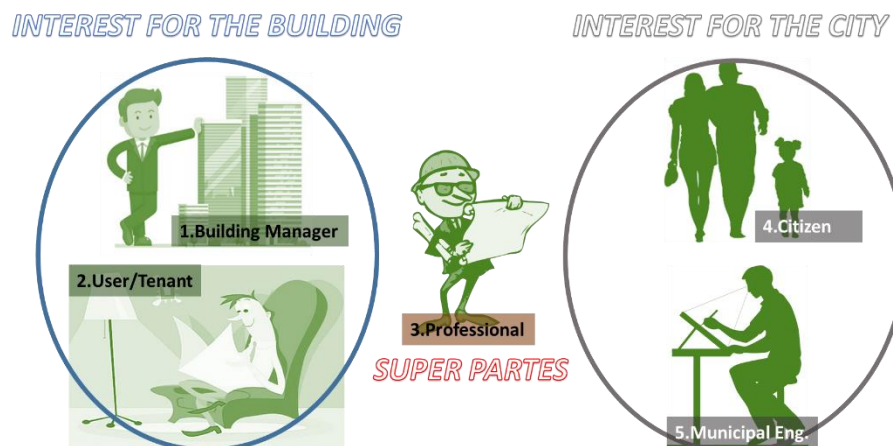 INTEREST FOR THE BUILDING
INTEREST FOR THE CITY
1.Building Manager
2.User/Tenant
3.Professional
SUPER PARTES
4.Citizen
5.Municipal Eng.